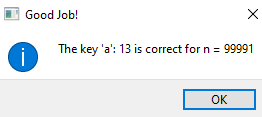 Good Job!
The key 'a': 13 is correct for n = 99991
OK